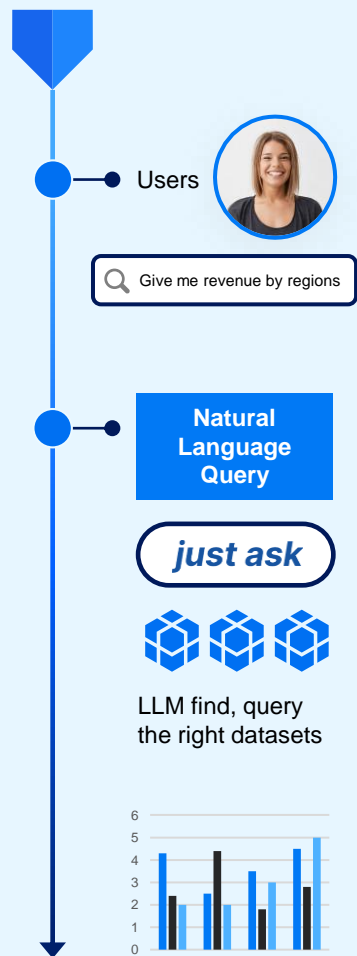 Users
Give me revenue by regions
Natural
Language
Query
just ask
LLM find, query
the right datasets
6
5
4
3
2
1
0